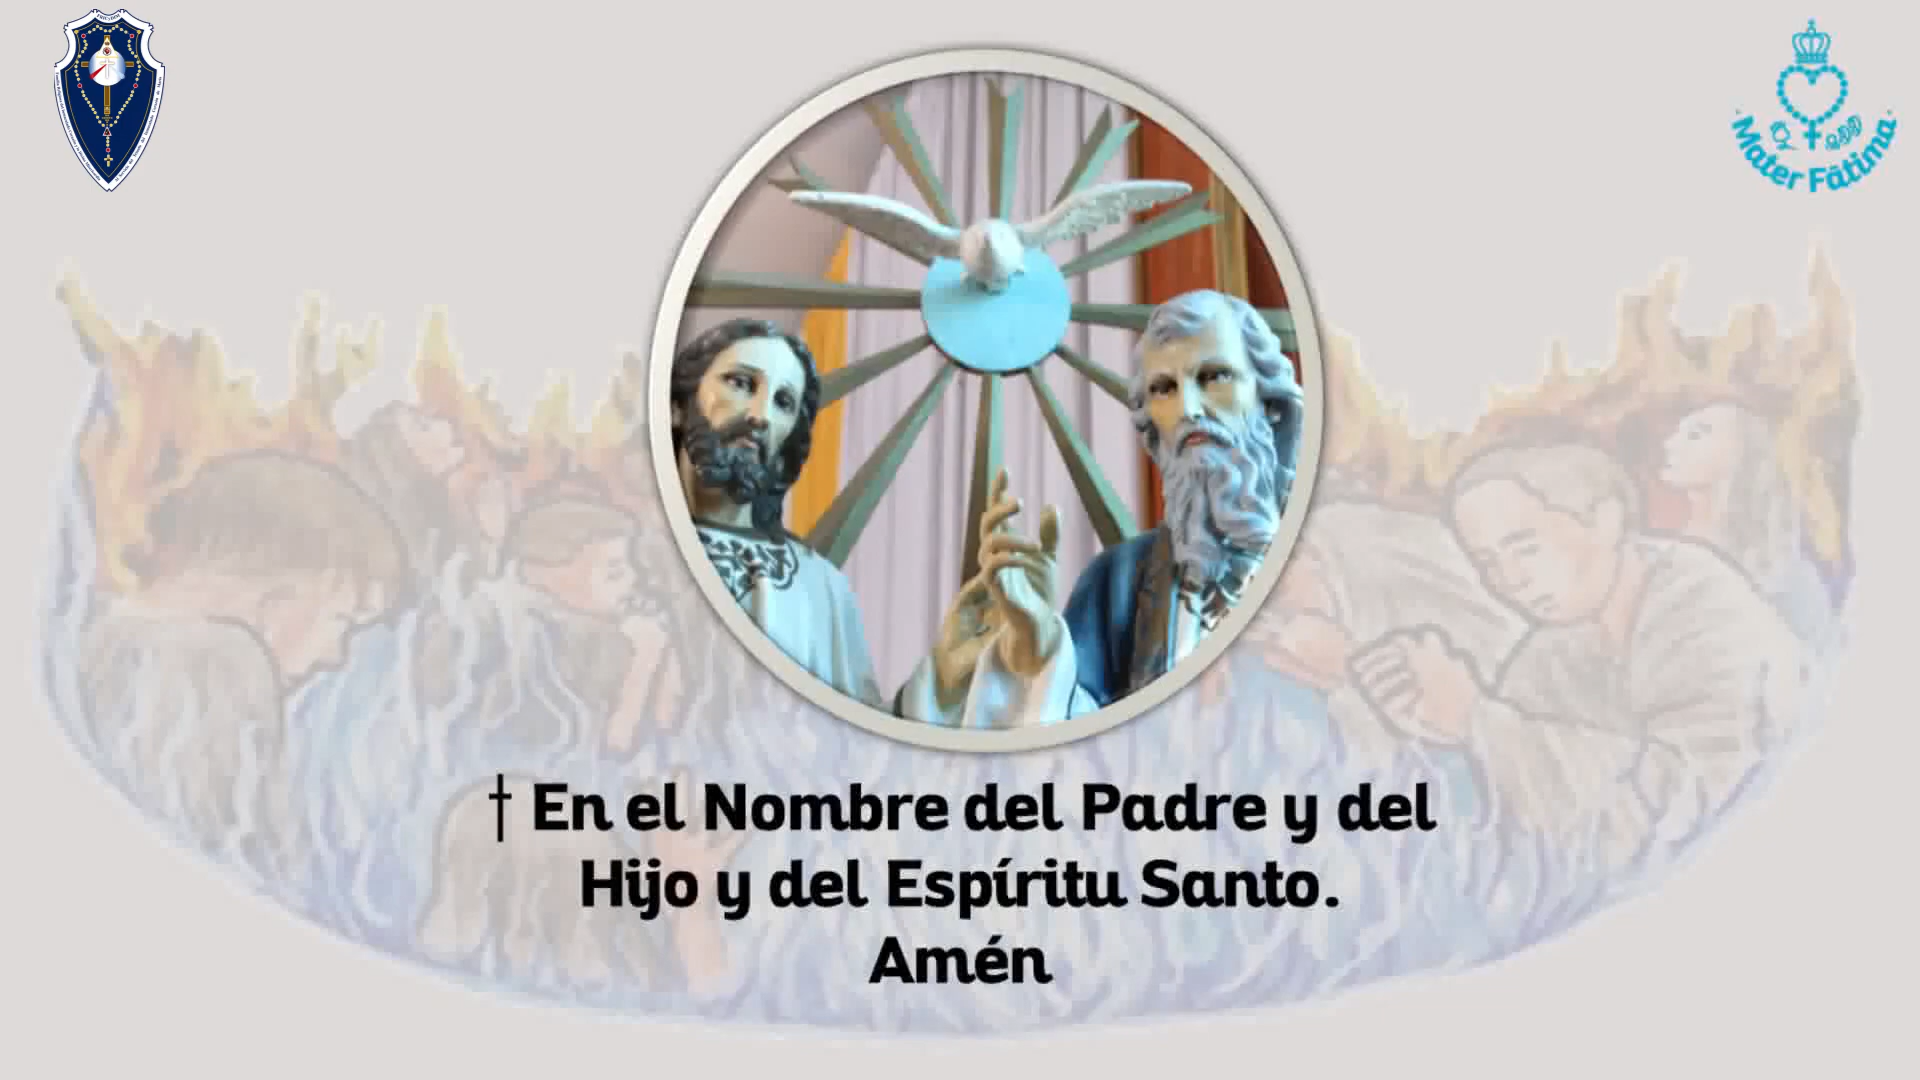 Mater Fátima
† En el Nombre del Padre y del
Hijo y del Espíritu Santo.
Amén